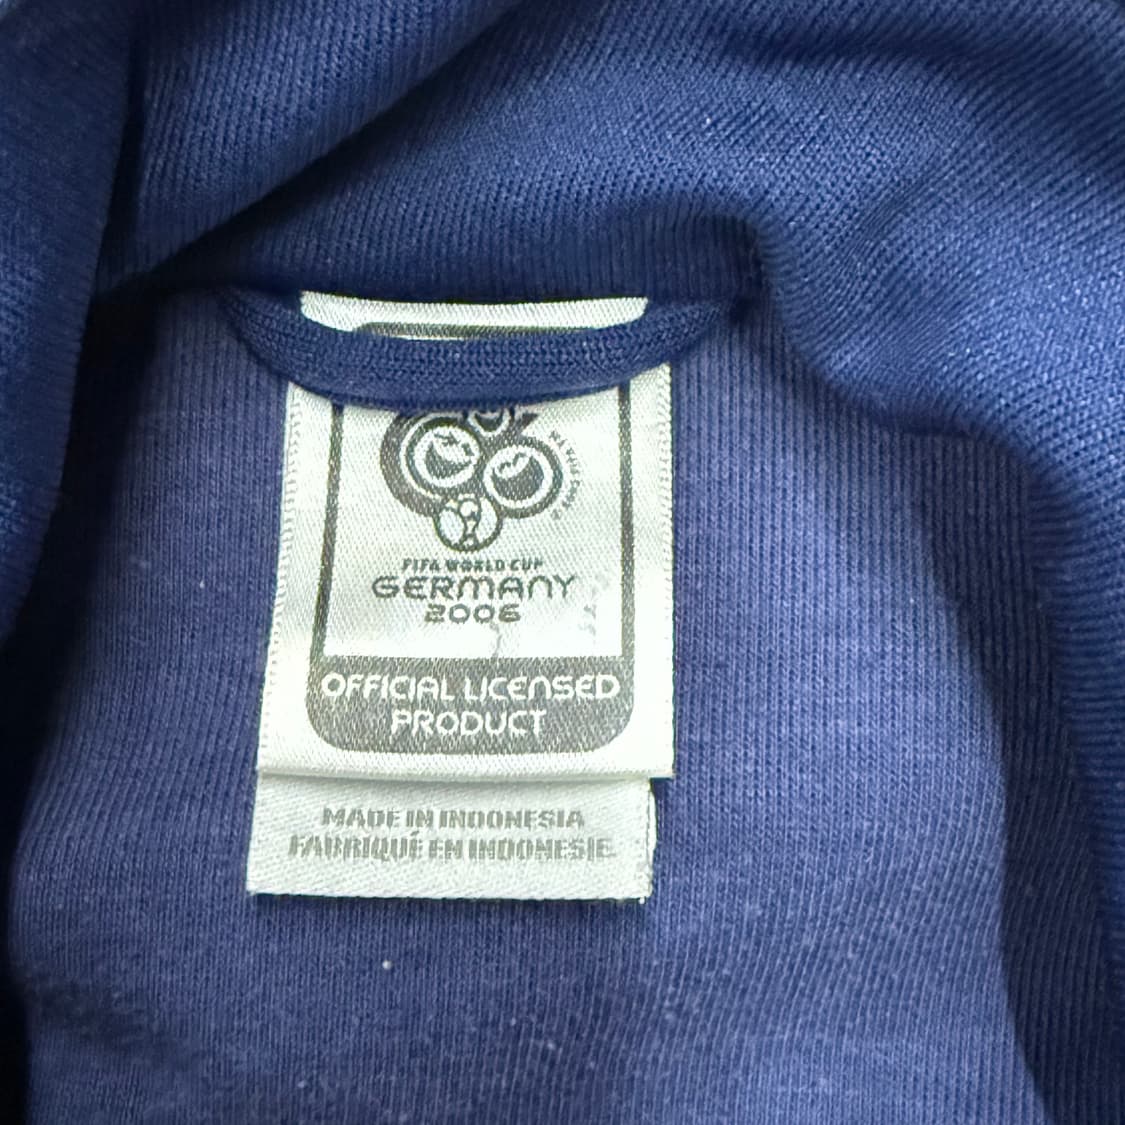 FIFA WORLD CUP
GERMANY
2006
OFFICIAL LICENSED
PRODUCT
MADE IN INDONESIA
FABRIQUÉ EN INDONESIE